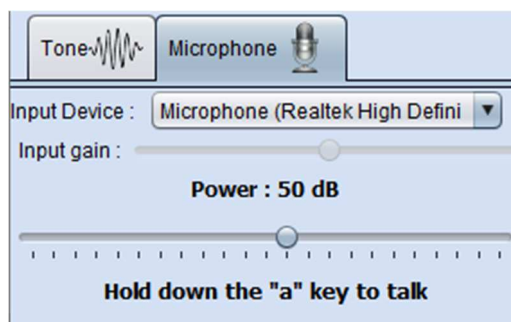 Tone
Microphone
Input Device :
Microphone (Realtek High Defini
Input gain :
Power : 50 dB
Hold down the "a" key to talk